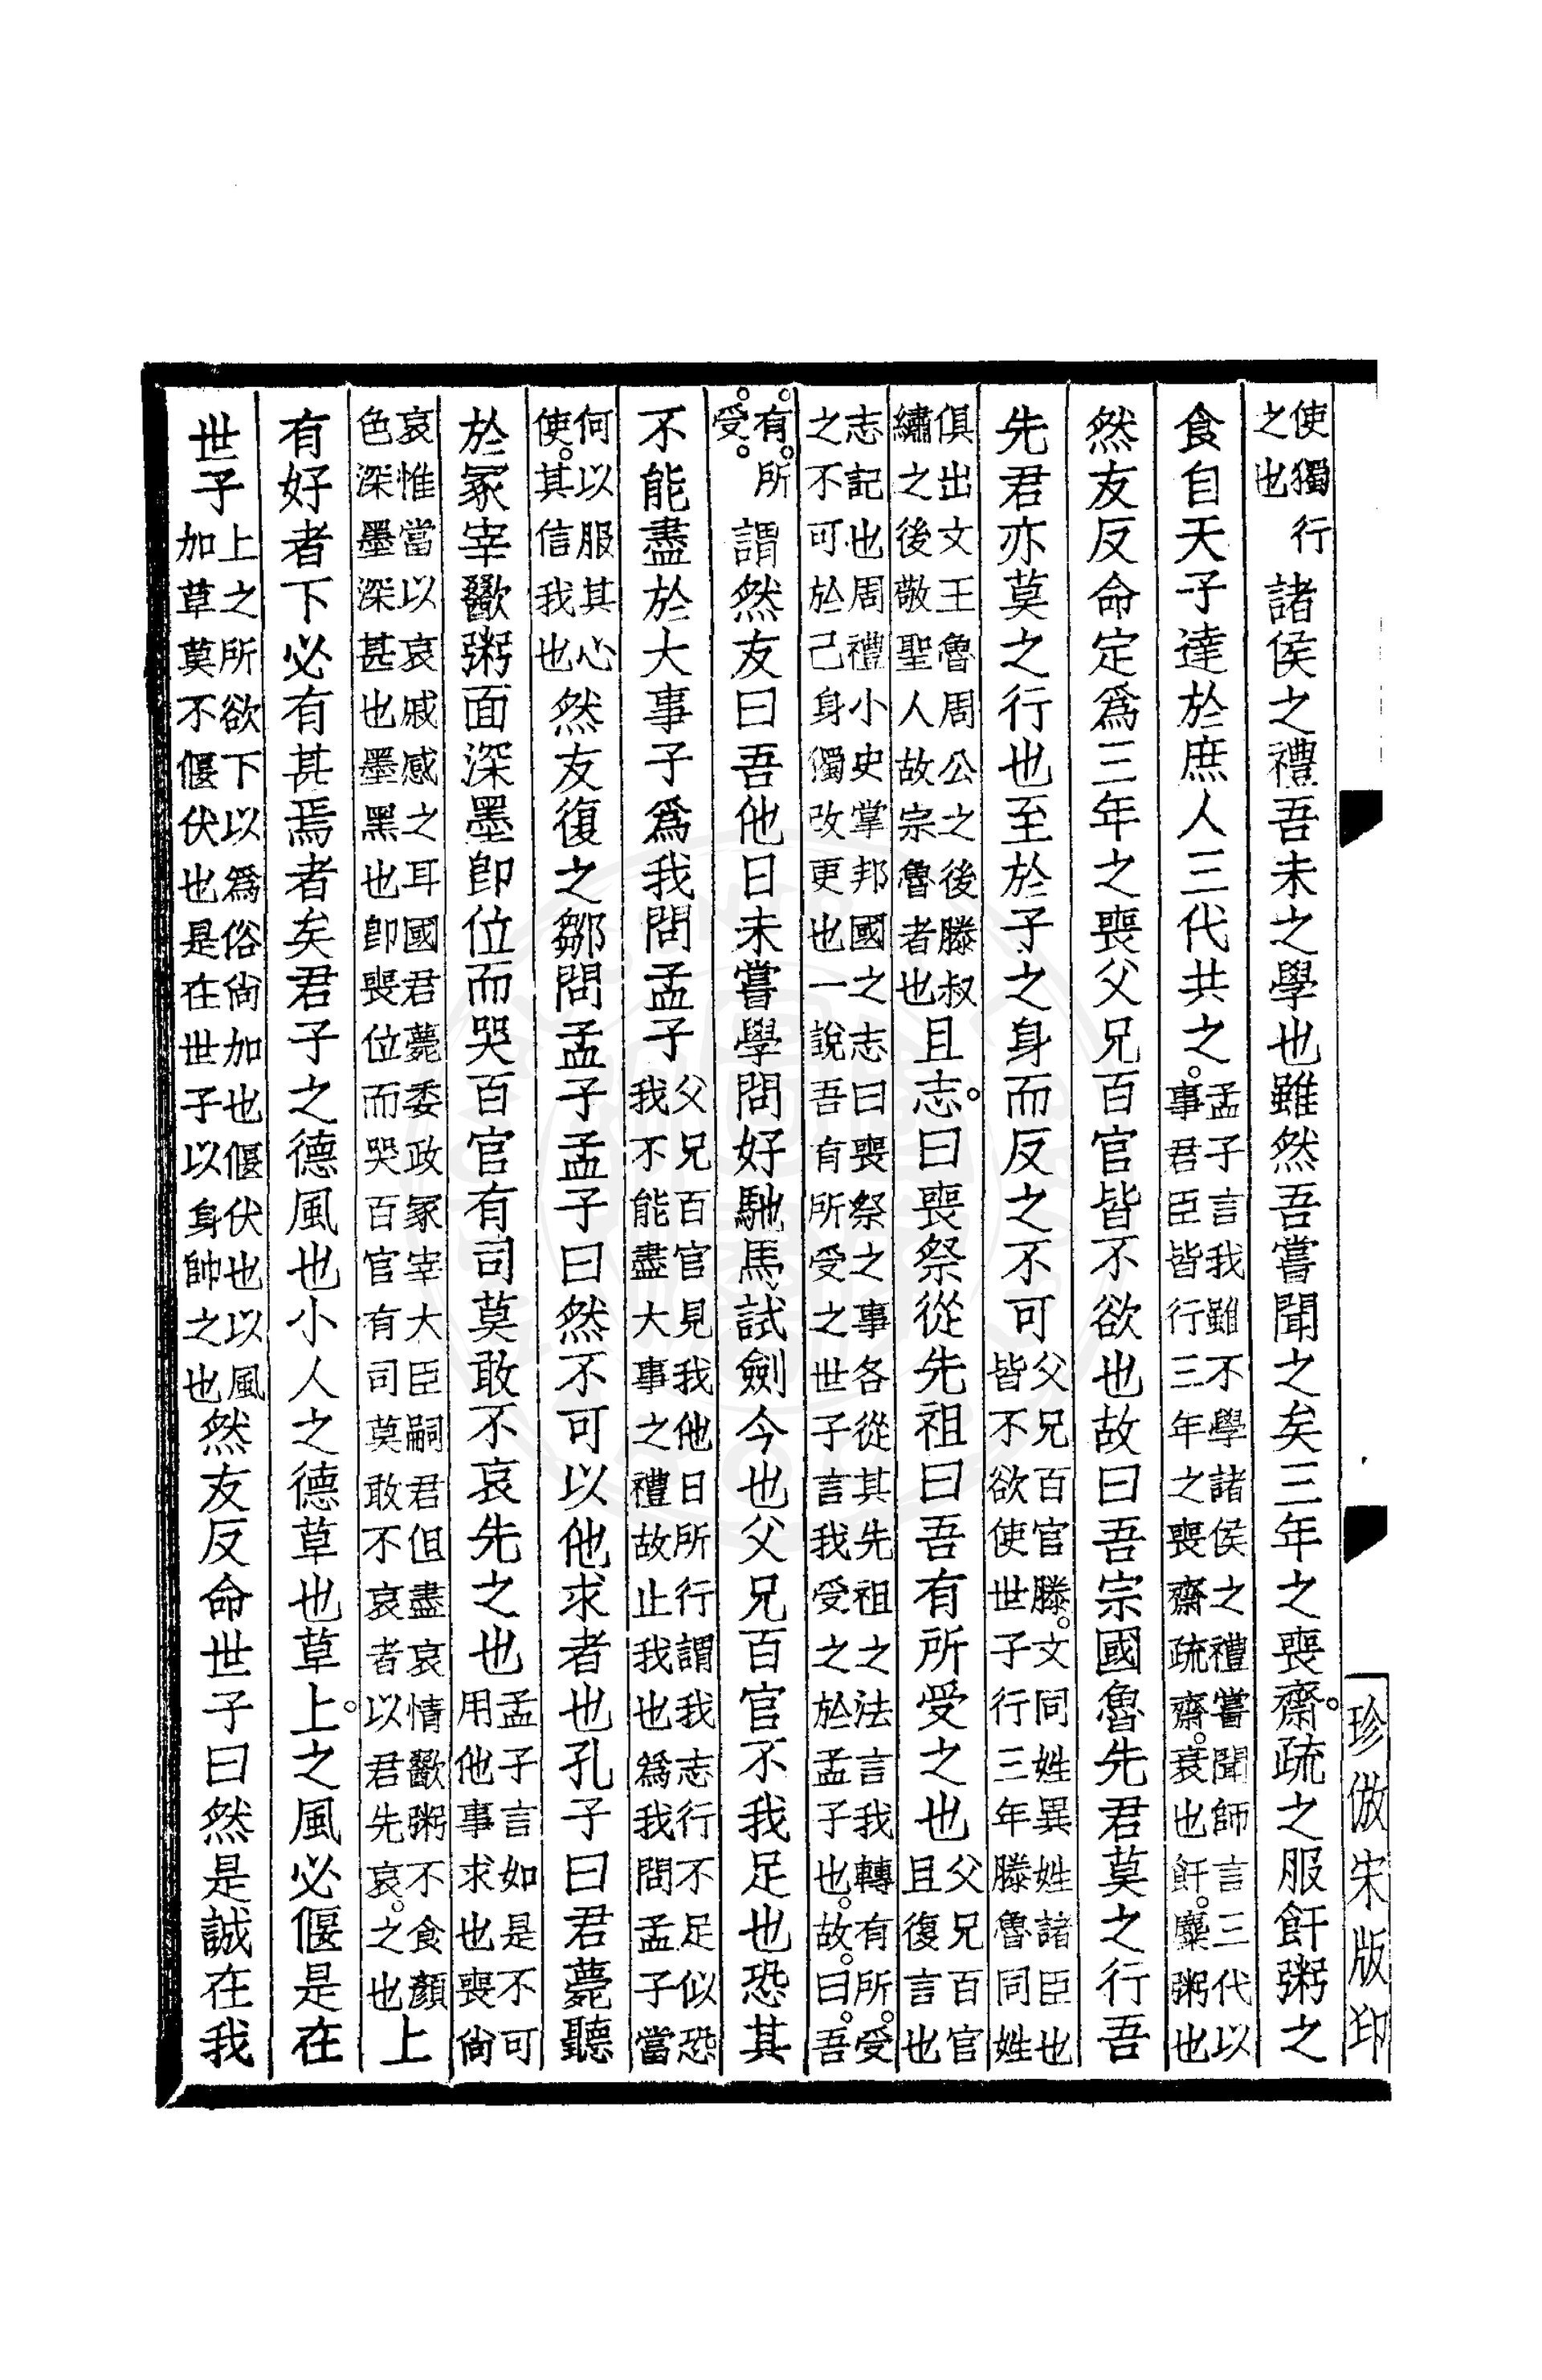 珍倣宋版印
使獨行之也諸侯之禮吾未之學也雖然吾嘗聞之矣三年之喪齋。疏之服飦粥之
食自天子達於庶人三代共之。孟子言我雖不學諸侯之禮嘗聞師言三代以事君臣皆行三年之喪齋疏齋。衰也飦。麋粥也
然友反命定爲三年之喪父兄百官皆不欲也故曰吾宗國魯先君莫之行吾
先君亦莫之行也至於子之身而反之不可父兄百官滕。文同姓異姓諸臣也皆不欲使世子行三年滕魯同姓
俱出文王魯周公之後滕叔繡之後敬聖人故宗魯者也且志。曰喪祭從先祖曰吾有所受之也父兄百官且復言也
志記也周禮小史掌邦國之志曰喪祭之事各從其先祖之法言我轉有所。受之不可於己身獨改更也一說吾有所受之世子言我受之於孟子也。故。曰。吾
。有。所。受。謂然友曰吾他日未嘗學問好馳馬試劍今也父兄百官不我足也恐其
不能盡於大事子爲我問孟子父兄百官見我他日所行謂我志行不足似恐我不能盡大事之禮故止我也爲我問孟子當
何以服其心使。其信我也然友復之鄒問孟子孟子曰然不可以他求者也孔子曰君薨聽
於冢宰歠粥面深墨卽位而哭百官有司莫敢不哀先之也孟子言如是不可用他事求也喪尙
哀惟當以哀戚感之耳國君薨委政冢宰大臣嗣君但盡哀情歠粥不食顏色深墨深甚也墨黑也卽喪位而哭百官有司莫敢不哀者以君先哀。之也上
有好者下必有甚焉者矣君子之德風也小人之德草也草上。之風必偃是在
世子上之所欲下以爲俗尙加也偃伏也以風加草莫不偃伏也是在世子以身帥之也然友反命世子曰然是誠在我